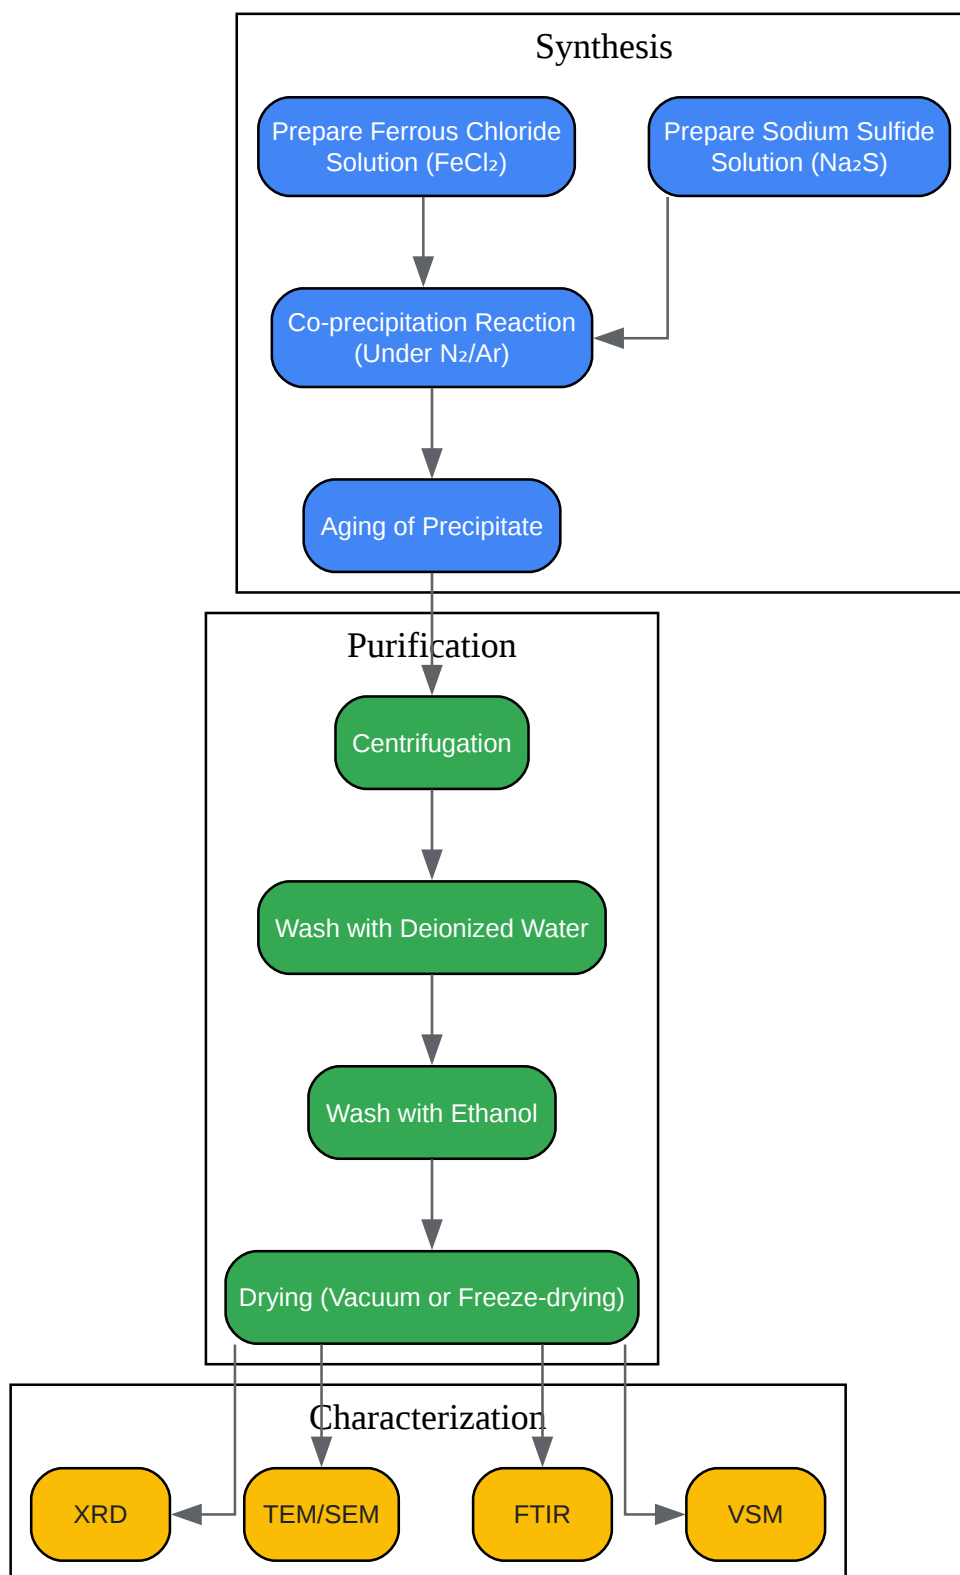 Synthesis
Prepare Ferrous Chloride
Solution (FeCl₂)
Prepare Sodium Sulfide
Solution (Na₂S)
Co-precipitation Reaction
(Under N₂/Ar)
Aging of Precipitate
Purification
Centrifugation
Wash with Deionized Water
Wash with Ethanol
Drying (Vacuum or Freeze-drying)
Characterization
XRD
TEM/SEM
FTIR
VSM